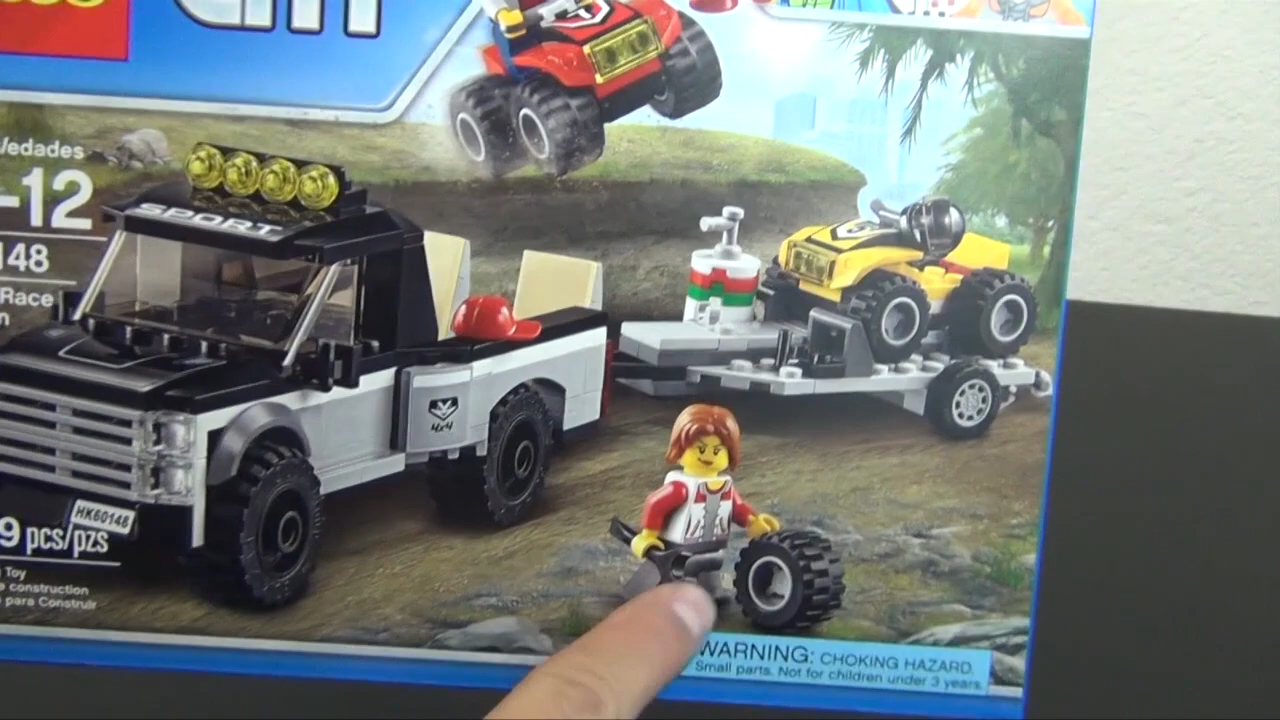 /edades
-12
148
Race
SPORT
4x4
HK60148
9 pcs/pzs
Toy
construction
para Construir
WARNING: CHOKING HAZARD.
Small parts. Not for children under 3 years.